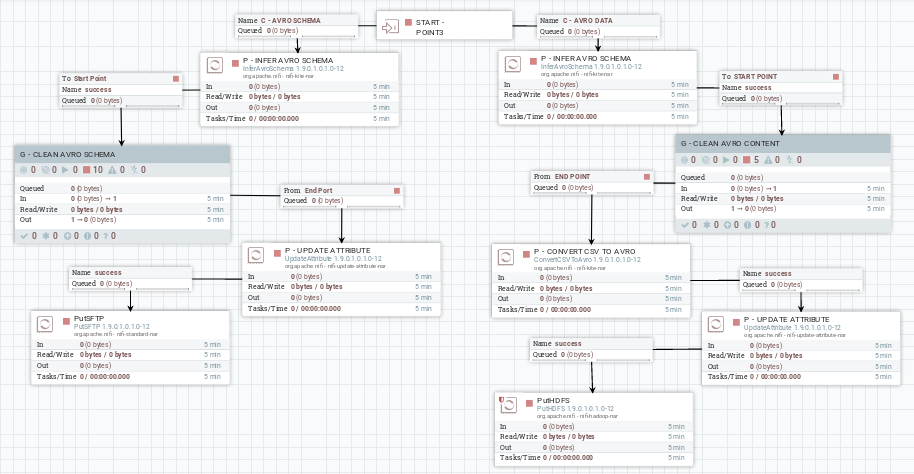 Name C - AVRO SCHEMA
Queued 0 (0 bytes)
START -
POINT3
Name C - AVRO DATA
Queued 0 (0 bytes)
P - INFER AVRO SCHEMA
InferAvroSchema 1.9.0.1.0.1.0-12
org.apache.nifi - nifi-kite-nar
In 0 (0 bytes) 5 min
Read/Write 0 bytes / 0 bytes 5 min
Out 0 (0 bytes) 5 min
Tasks/Time 0 / 00:00:00.000 5 min
P - INFER AVRO SCHEMA
InferAvroSchema 1.9.0.1.0.1.0-12
org.apache.nifi - nifi-kite-nar
In 0 (0 bytes) 5 min
Read/Write 0 bytes / 0 bytes 5 min
Out 0 (0 bytes) 5 min
Tasks/Time 0 / 00:00:00.000 5 min
To Start Point
Name success
Queued 0 (0 bytes)
To START POINT
Name success
Queued 0 (0 bytes)
G - CLEAN AVRO SCHEMA
0 0 0 10 0 0
Queued 0 (0 bytes)
In 0 (0 bytes) → 1 5 min
Read/Write 0 bytes / 0 bytes 5 min
Out 1 → 0 (0 bytes) 5 min
0 0 0 0 ? 0
G - CLEAN AVRO CONTENT
0 0 0 5 0 0
Queued 0 (0 bytes)
In 0 (0 bytes) → 1 5 min
Read/Write 0 bytes / 0 bytes 5 min
Out 1 → 0 (0 bytes) 5 min
0 0 0 0 ? 0
From End Port
Queued 0 (0 bytes)
From END POINT
Queued 0 (0 bytes)
P - UPDATE ATTRIBUTE
UpdateAttribute 1.9.0.1.0.1.0-12
org.apache.nifi - nifi-update-attribute-nar
In 0 (0 bytes) 5 min
Read/Write 0 bytes / 0 bytes 5 min
Out 0 (0 bytes) 5 min
Tasks/Time 0 / 00:00:00.000 5 min
P - CONVERT CSV TO AVRO
ConvertCSVToAvro 1.9.0.1.0.1.0-12
org.apache.nifi - nifi-kite-nar
In 0 (0 bytes) 5 min
Read/Write 0 bytes / 0 bytes 5 min
Out 0 (0 bytes) 5 min
Tasks/Time 0 / 00:00:00.000 5 min
Name success
Queued 0 (0 bytes)
Name success
Queued 0 (0 bytes)
PutSFTP
PutSFTP 1.9.0.1.0.1.0-12
org.apache.nifi - nifi-standard-nar
In 0 (0 bytes) 5 min
Read/Write 0 bytes / 0 bytes 5 min
Out 0 (0 bytes) 5 min
Tasks/Time 0 / 00:00:00.000 5 min
P - UPDATE ATTRIBUTE
UpdateAttribute 1.9.0.1.0.1.0-12
org.apache.nifi - nifi-update-attribute-nar
In 0 (0 bytes) 5 min
Read/Write 0 bytes / 0 bytes 5 min
Out 0 (0 bytes) 5 min
Tasks/Time 0 / 00:00:00.000 5 min
Name success
Queued 0 (0 bytes)
PutHDFS
PutHDFS 1.9.0.1.0.1.0-12
org.apache.nifi - nifi-hadoop-nar
In 0 (0 bytes) 5 min
Read/Write 0 bytes / 0 bytes 5 min
Out 0 (0 bytes) 5 min
Tasks/Time 0 / 00:00:00.000 5 min